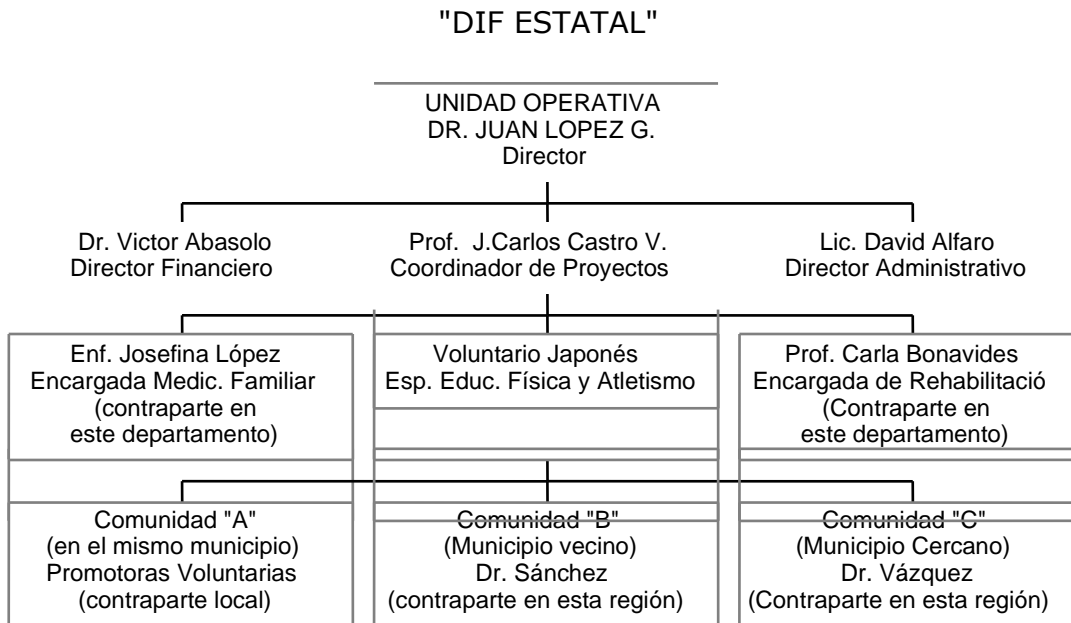 "DIF ESTATAL"
UNIDAD OPERATIVA
DR. JUAN LOPEZ G.
Director
Dr. Victor Abasolo
Director Financiero
Prof.  J.Carlos Castro V.
Coordinador de Proyectos
Lic. David Alfaro
Director Administrativo
Enf. Josefina López
Encargada Medic. Familiar
(contraparte en
este departamento)
Voluntario Japonés
Esp. Educ. Física y Atletismo
Prof. Carla Bonavides
Encargada de Rehabilitació
(Contraparte en
este departamento)
Comunidad "A"
(en el mismo municipio)
Promotoras Voluntarias
(contraparte local)
Comunidad "B"
(Municipio vecino)
Dr. Sánchez
(contraparte en esta región)
Comunidad "C"
(Municipio Cercano)
Dr. Vázquez
(Contraparte en esta región)